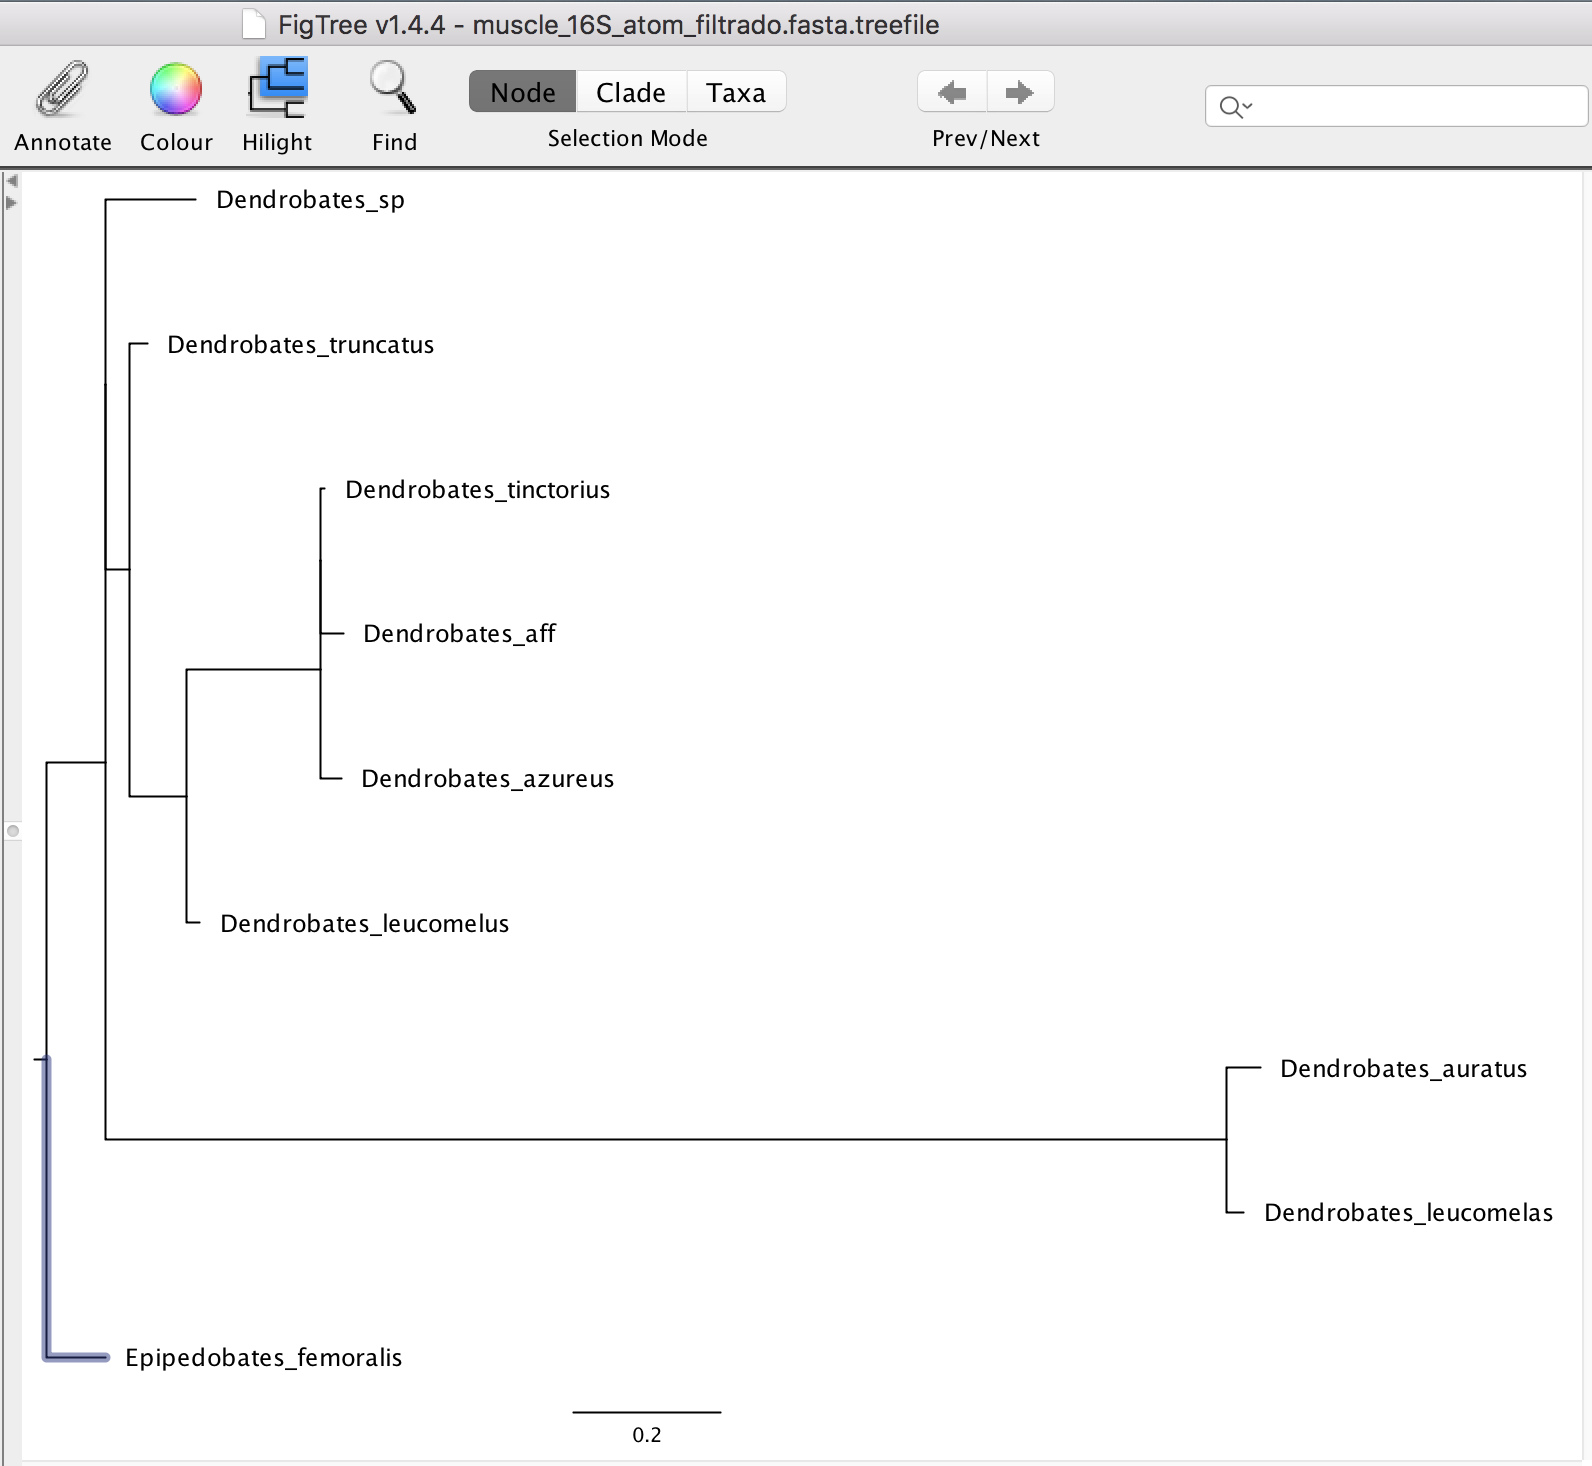 FigTree v1.4.4 - muscle_16S_atom_filtrado.fasta.treefile
Annotate Colour Hilight Find
Node Clade Taxa
Selection Mode
Prev/Next
Dendrobates_sp
Dendrobates_truncatus
Dendrobates_tinctorius
Dendrobates_aff
Dendrobates_azureus
Dendrobates_leucomelus
Dendrobates_auratus
Dendrobates_leucomelas
Epipedobates_femoralis
0.2